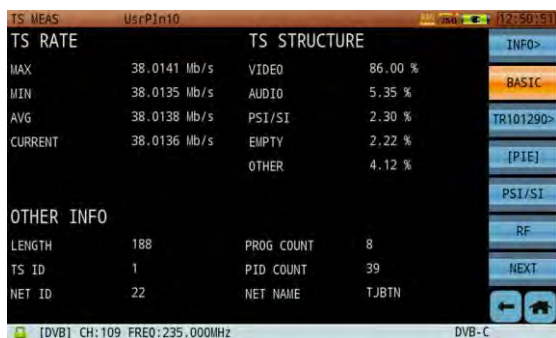 TS MEAS UsrPIn10 750 12:50:51
TS RATE TS STRUCTURE INFO>
MAX 38.0141 Mb/s VIDEO 86.00 %
MIN 38.0135 Mb/s AUDIO 5.35 % BASIC
AVG 38.0138 Mb/s PSI/SI 2.30 % TR101290>
CURRENT 38.0136 Mb/s EMPTY 2.22 %
OTHER 4.12 % [PIE]
PSI/SI
OTHER INFO
RF
LENGTH 188 PROG COUNT 8
TS ID 1 PID COUNT 39 NEXT
NET ID 22 NET NAME TJBTN
[DVB] CH:109 FREQ:235.000MHz DVB-C